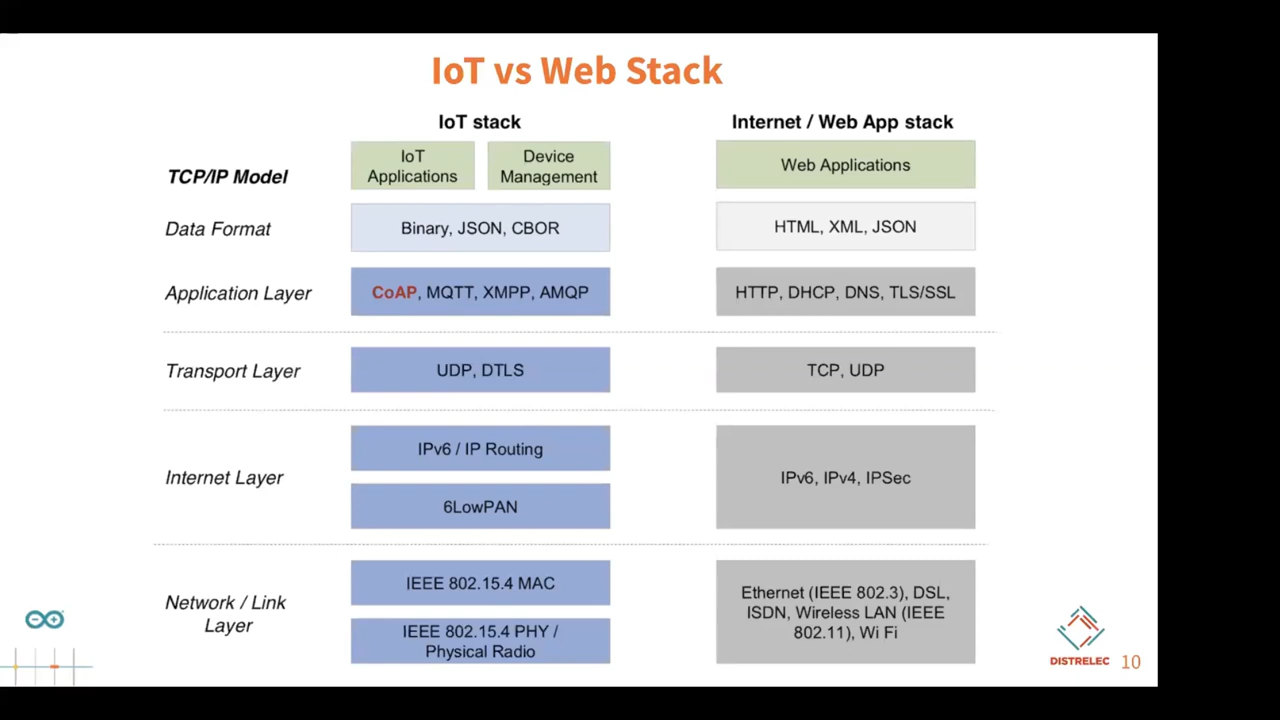 IoT vs Web Stack
IoT stack
Internet / Web App stack
TCP/IP Model
IoT
Applications
Device
Management
Web Applications
Data Format
Binary, JSON, CBOR
HTML, XML, JSON
Application Layer
CoAP, MQTT, XMPP, AMQP
HTTP, DHCP, DNS, TLS/SSL
Transport Layer
UDP, DTLS
TCP, UDP
Internet Layer
IPv6 / IP Routing
6LowPAN
IPv6, IPv4, IPSec
Network / Link
Layer
IEEE 802.15.4 MAC
IEEE 802.15.4 PHY /
Physical Radio
Ethernet (IEEE 802.3), DSL,
ISDN, Wireless LAN (IEEE
802.11), Wi Fi
DISTRELEC
10